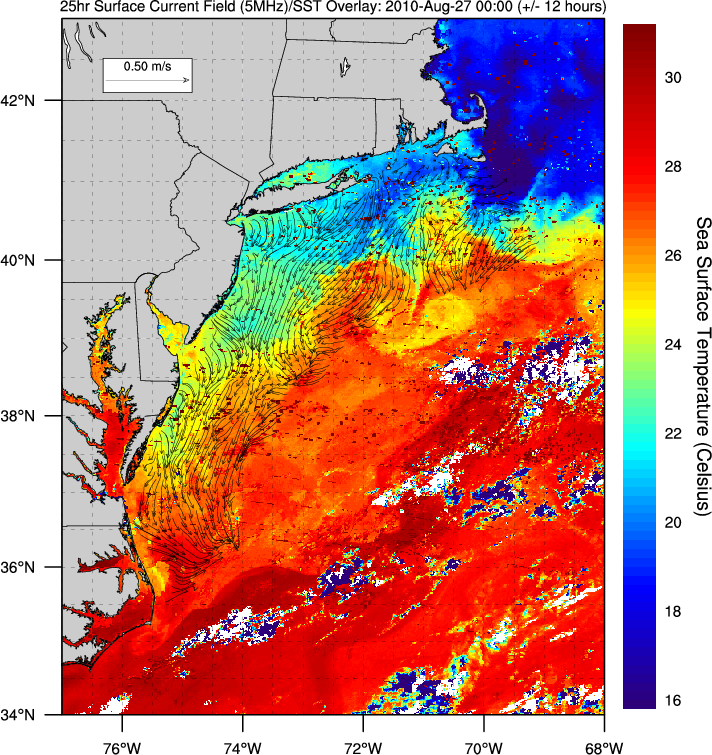 25hr Surface Current Field (5MHz)/SST Overlay: 2010-Aug-27 00:00 (+/- 12 hours)
0.50 m/s
42°N
40°N
38°N
36°N
34°N
76°W
74°W
72°W
70°W
68°W
30
28
26
24
22
20
18
16
Sea Surface Temperature (Celsius)